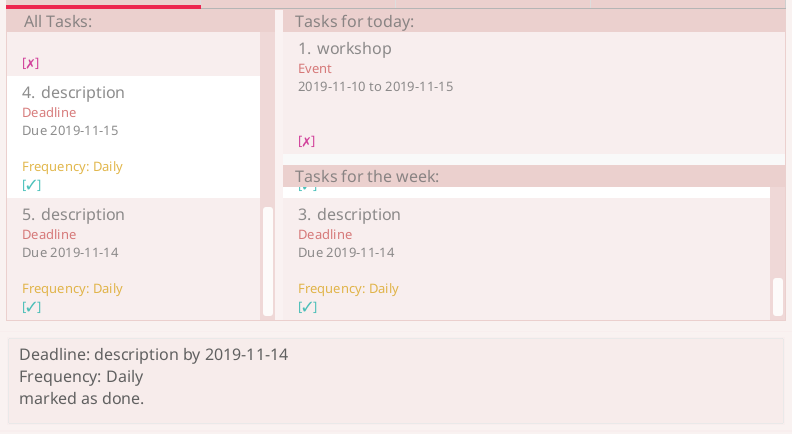 All Tasks:
[✗]
4. description
Deadline
Due 2019-11-15
Frequency: Daily
[✓]
5. description
Deadline
Due 2019-11-14
Frequency: Daily
[✓]
Tasks for today:
1. workshop
Event
2019-11-10 to 2019-11-15
[✗]
Tasks for the week:
[✓]
3. description
Deadline
Due 2019-11-14
Frequency: Daily
[✓]
Deadline: description by 2019-11-14
Frequency: Daily
marked as done.